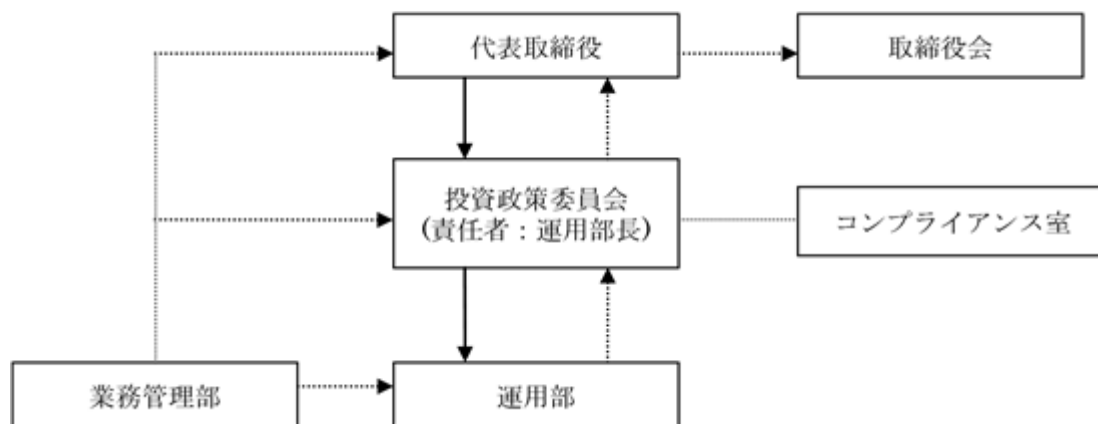 代表取締役
取締役会
投資政策委員会
(責任者：運用部長)
コンプライアンス室
業務管理部
運用部